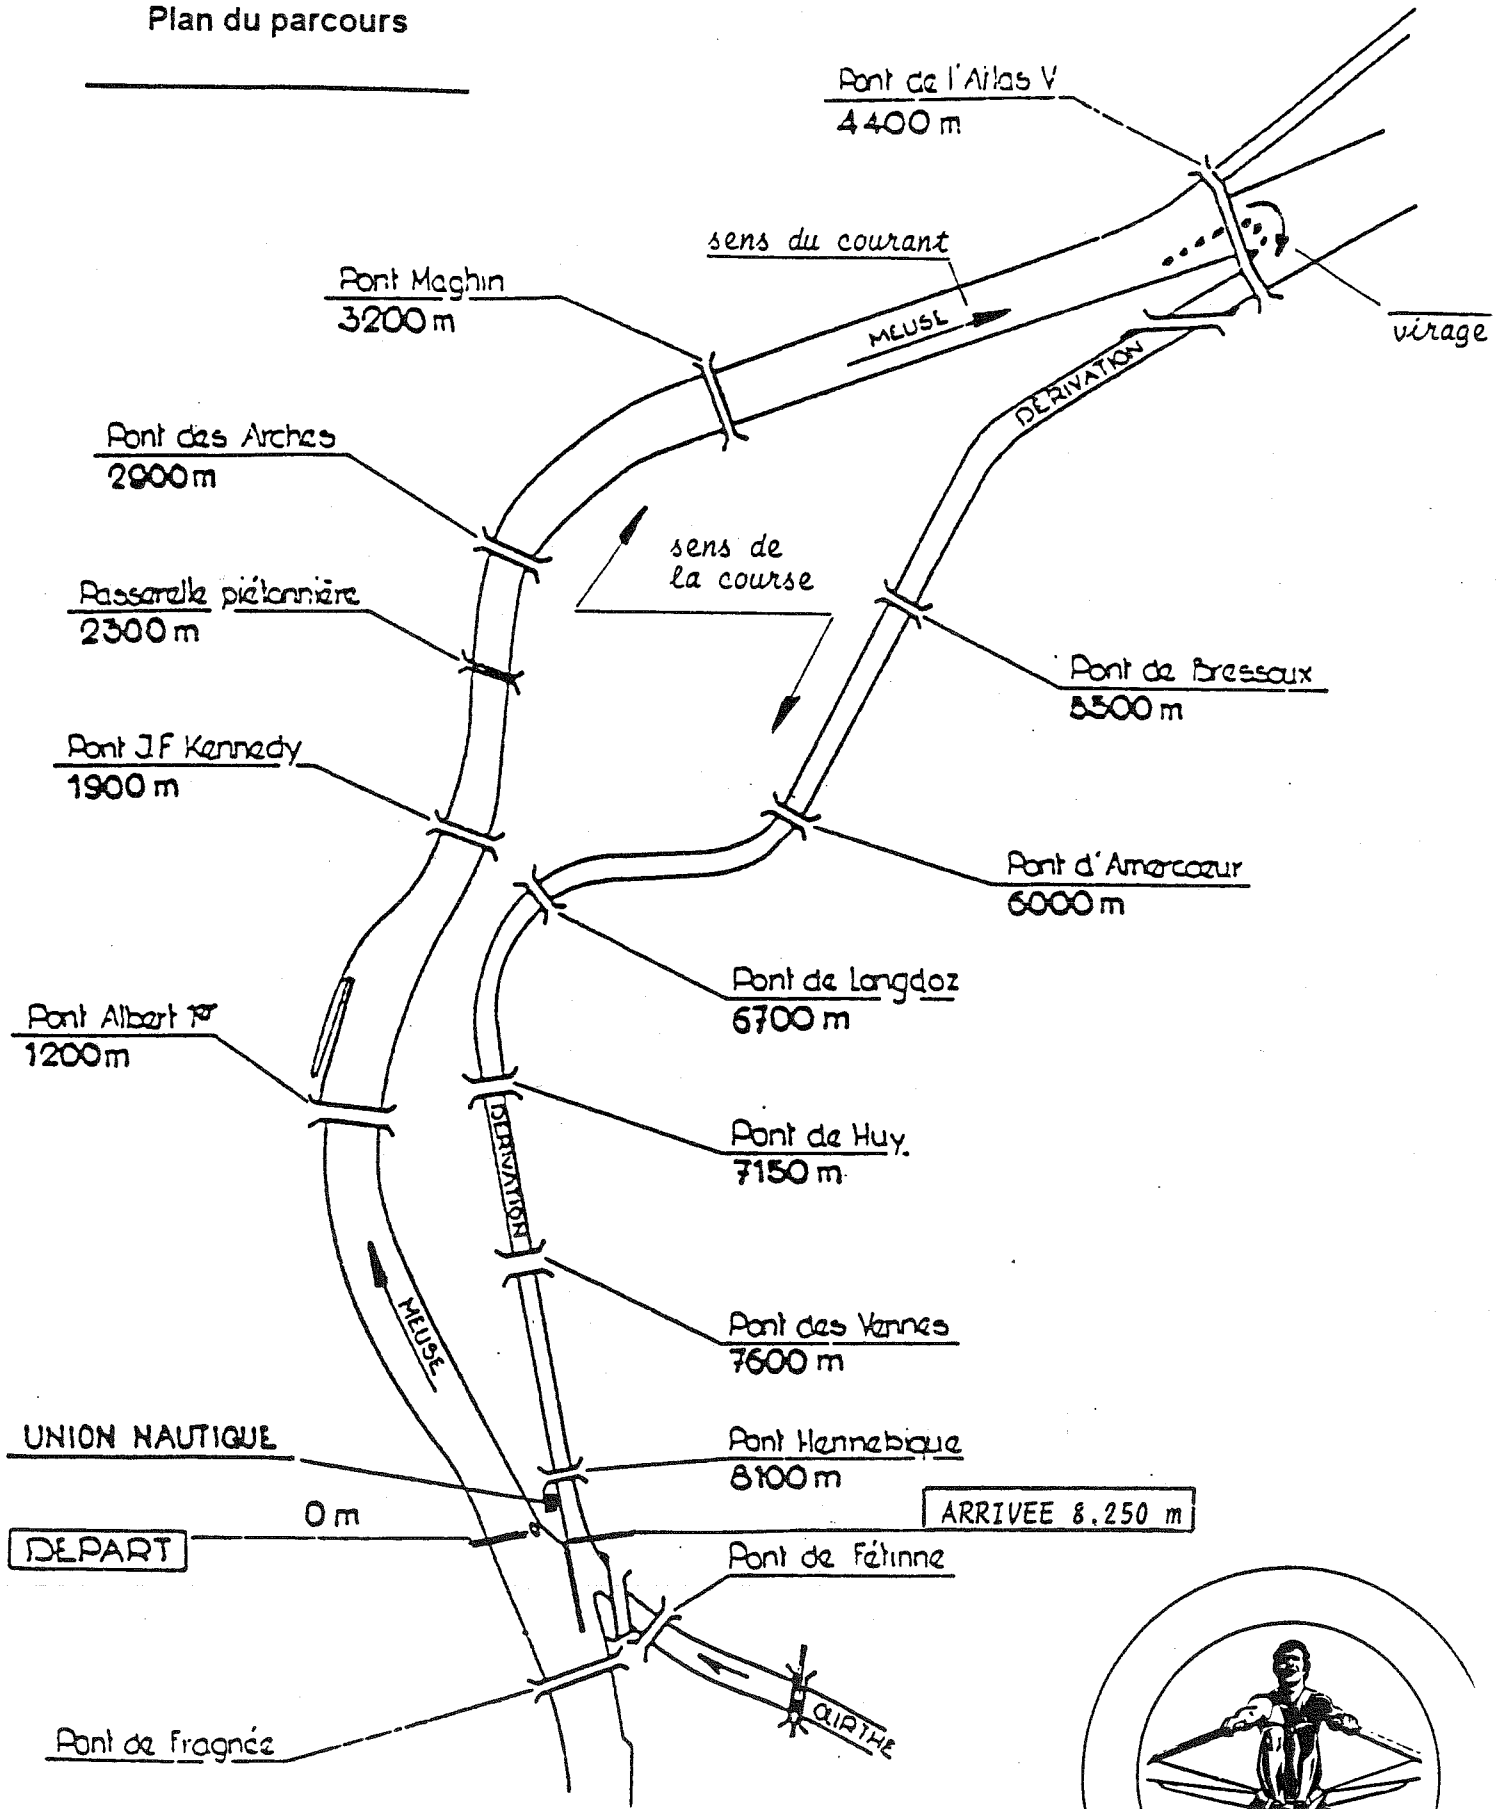 Plan du parcours
Pont de l'Atlas V
4400 m
sens du courant
Pont Maghin
3200 m
MEUSE
virage
DERIVATION
Pont des Arches
2900 m
sens de
la course
Passerelle piétonnière
2300 m
Pont de Bressoux
5500 m
Pont J.F Kennedy
1900 m
Pont d'Amercœur
6000 m
Pont de Longdoz
6700 m
Pont Albert 1er
1200 m
Pont de Huy.
7150 m
DERIVATION
MEUSE
Pont des Vennes
7600 m
UNION NAUTIQUE
Pont Hennebique
8100 m
0 m
ARRIVEE 8.250 m
DEPART
Pont de Fétinne
OURTHE
Pont de Fragnée